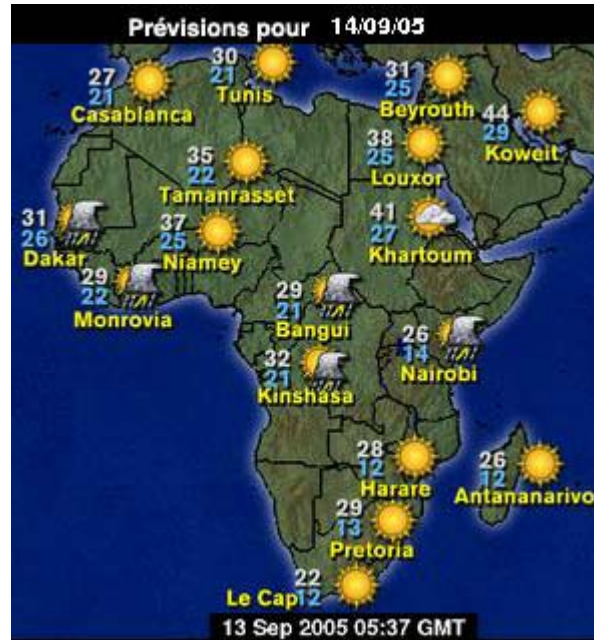 Prévisions pour 14/09/05
30
21
Tunis
27
21
Casablanca
31
25
Beyrouth
44
29
Koweit
38
25
Louxor
35
22
Tamanrasset
41
27
Khartoum
31
26
Dakar
37
25
Niamey
29
22
Monrovia
29
21
Bangui
26
14
Nairobi
32
21
Kinshasa
28
12
Harare
26
12
Antananarivo
29
13
Pretoria
22
Le Cap 12
13 Sep 2005 05:37 GMT